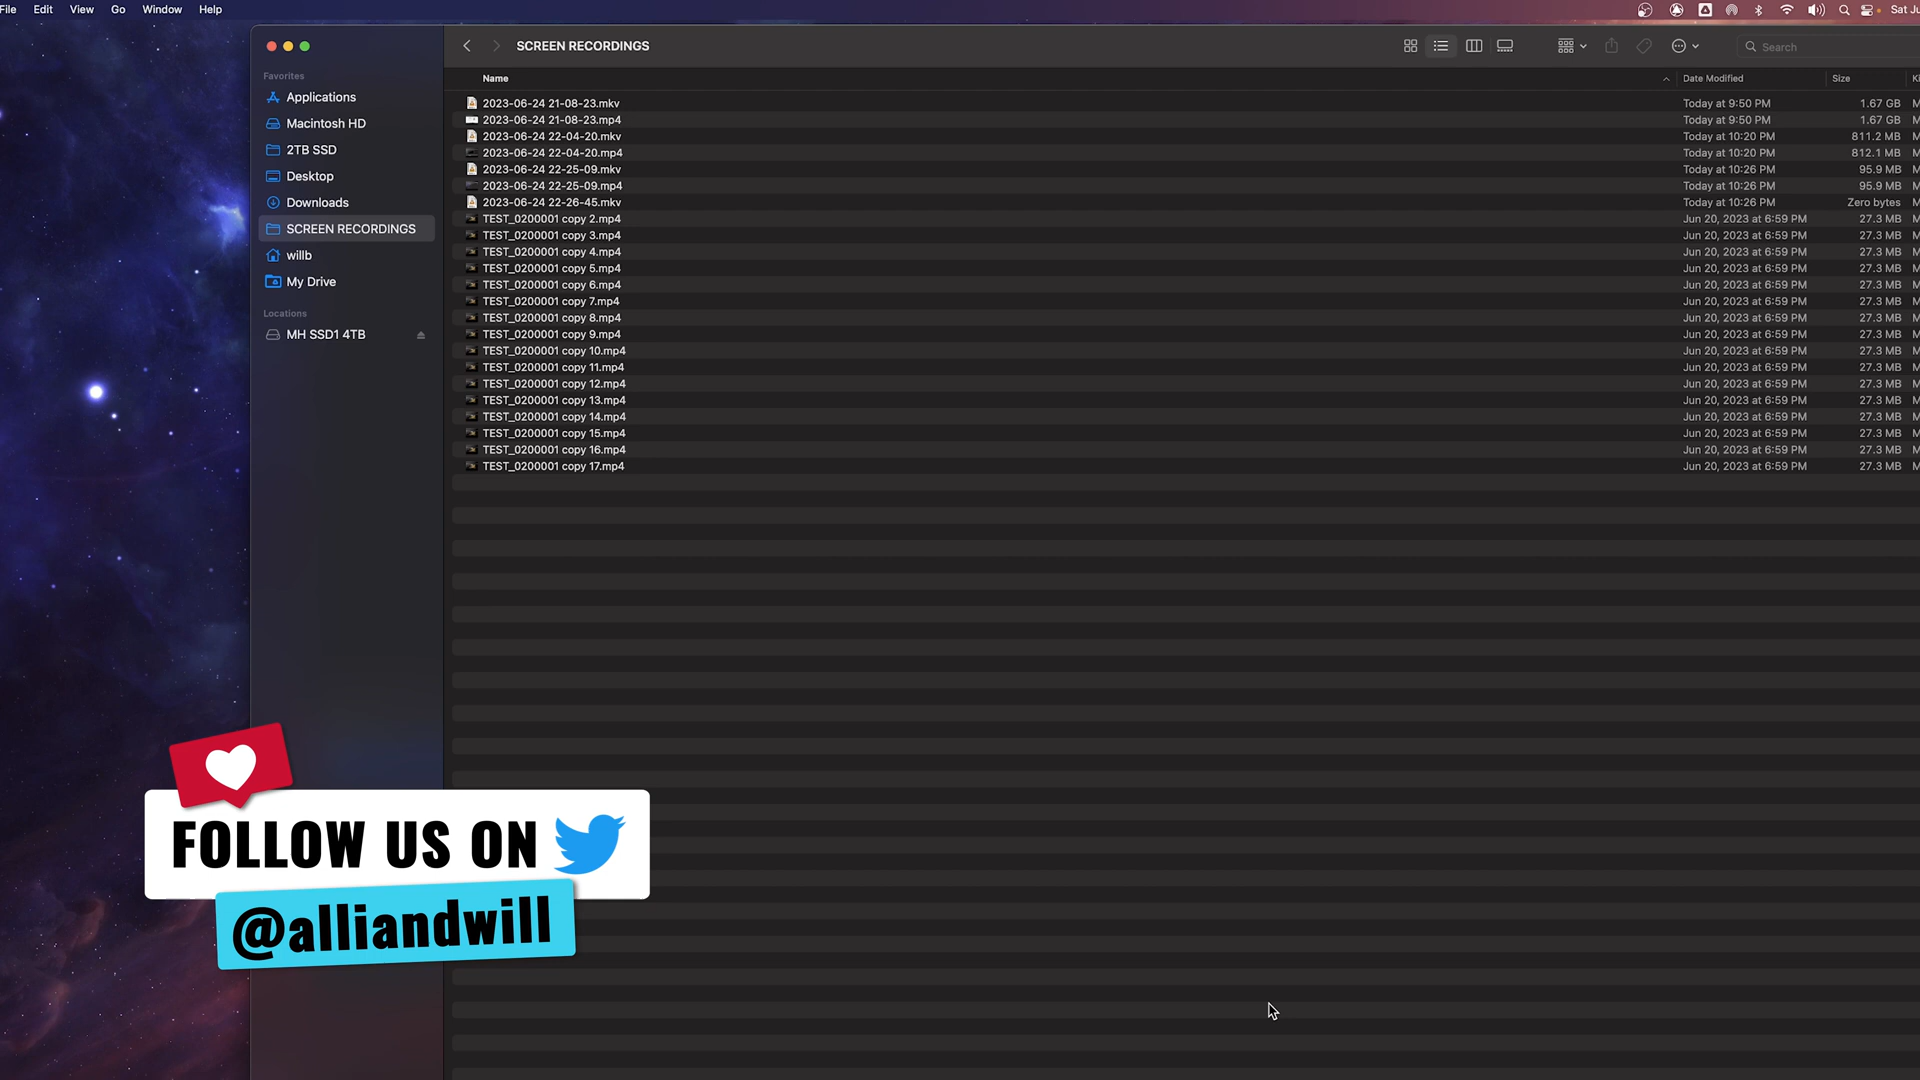 File Edit View Go Window Help Sat Ju
SCREEN RECORDINGS Search
Favorites
Applications
Macintosh HD
2TB SSD
Desktop
Downloads
SCREEN RECORDINGS
willb
My Drive
Locations
MH SSD1 4TB
Name Date Modified Size Ki
2023-06-24 21-08-23.mkv Today at 9:50 PM 1.67 GB M
2023-06-24 21-08-23.mp4 Today at 9:50 PM 1.67 GB M
2023-06-24 22-04-20.mkv Today at 10:20 PM 811.2 MB M
2023-06-24 22-04-20.mp4 Today at 10:20 PM 812.1 MB M
2023-06-24 22-25-09.mkv Today at 10:26 PM 95.9 MB M
2023-06-24 22-25-09.mp4 Today at 10:26 PM 95.9 MB M
2023-06-24 22-26-45.mkv Today at 10:26 PM Zero bytes M
TEST_0200001 copy 2.mp4 Jun 20, 2023 at 6:59 PM 27.3 MB M
TEST_0200001 copy 3.mp4 Jun 20, 2023 at 6:59 PM 27.3 MB M
TEST_0200001 copy 4.mp4 Jun 20, 2023 at 6:59 PM 27.3 MB M
TEST_0200001 copy 5.mp4 Jun 20, 2023 at 6:59 PM 27.3 MB M
TEST_0200001 copy 6.mp4 Jun 20, 2023 at 6:59 PM 27.3 MB M
TEST_0200001 copy 7.mp4 Jun 20, 2023 at 6:59 PM 27.3 MB M
TEST_0200001 copy 8.mp4 Jun 20, 2023 at 6:59 PM 27.3 MB M
TEST_0200001 copy 9.mp4 Jun 20, 2023 at 6:59 PM 27.3 MB M
TEST_0200001 copy 10.mp4 Jun 20, 2023 at 6:59 PM 27.3 MB M
TEST_0200001 copy 11.mp4 Jun 20, 2023 at 6:59 PM 27.3 MB M
TEST_0200001 copy 12.mp4 Jun 20, 2023 at 6:59 PM 27.3 MB M
TEST_0200001 copy 13.mp4 Jun 20, 2023 at 6:59 PM 27.3 MB M
TEST_0200001 copy 14.mp4 Jun 20, 2023 at 6:59 PM 27.3 MB M
TEST_0200001 copy 15.mp4 Jun 20, 2023 at 6:59 PM 27.3 MB M
TEST_0200001 copy 16.mp4 Jun 20, 2023 at 6:59 PM 27.3 MB M
TEST_0200001 copy 17.mp4 Jun 20, 2023 at 6:59 PM 27.3 MB M
FOLLOW US ON
@alliandwill